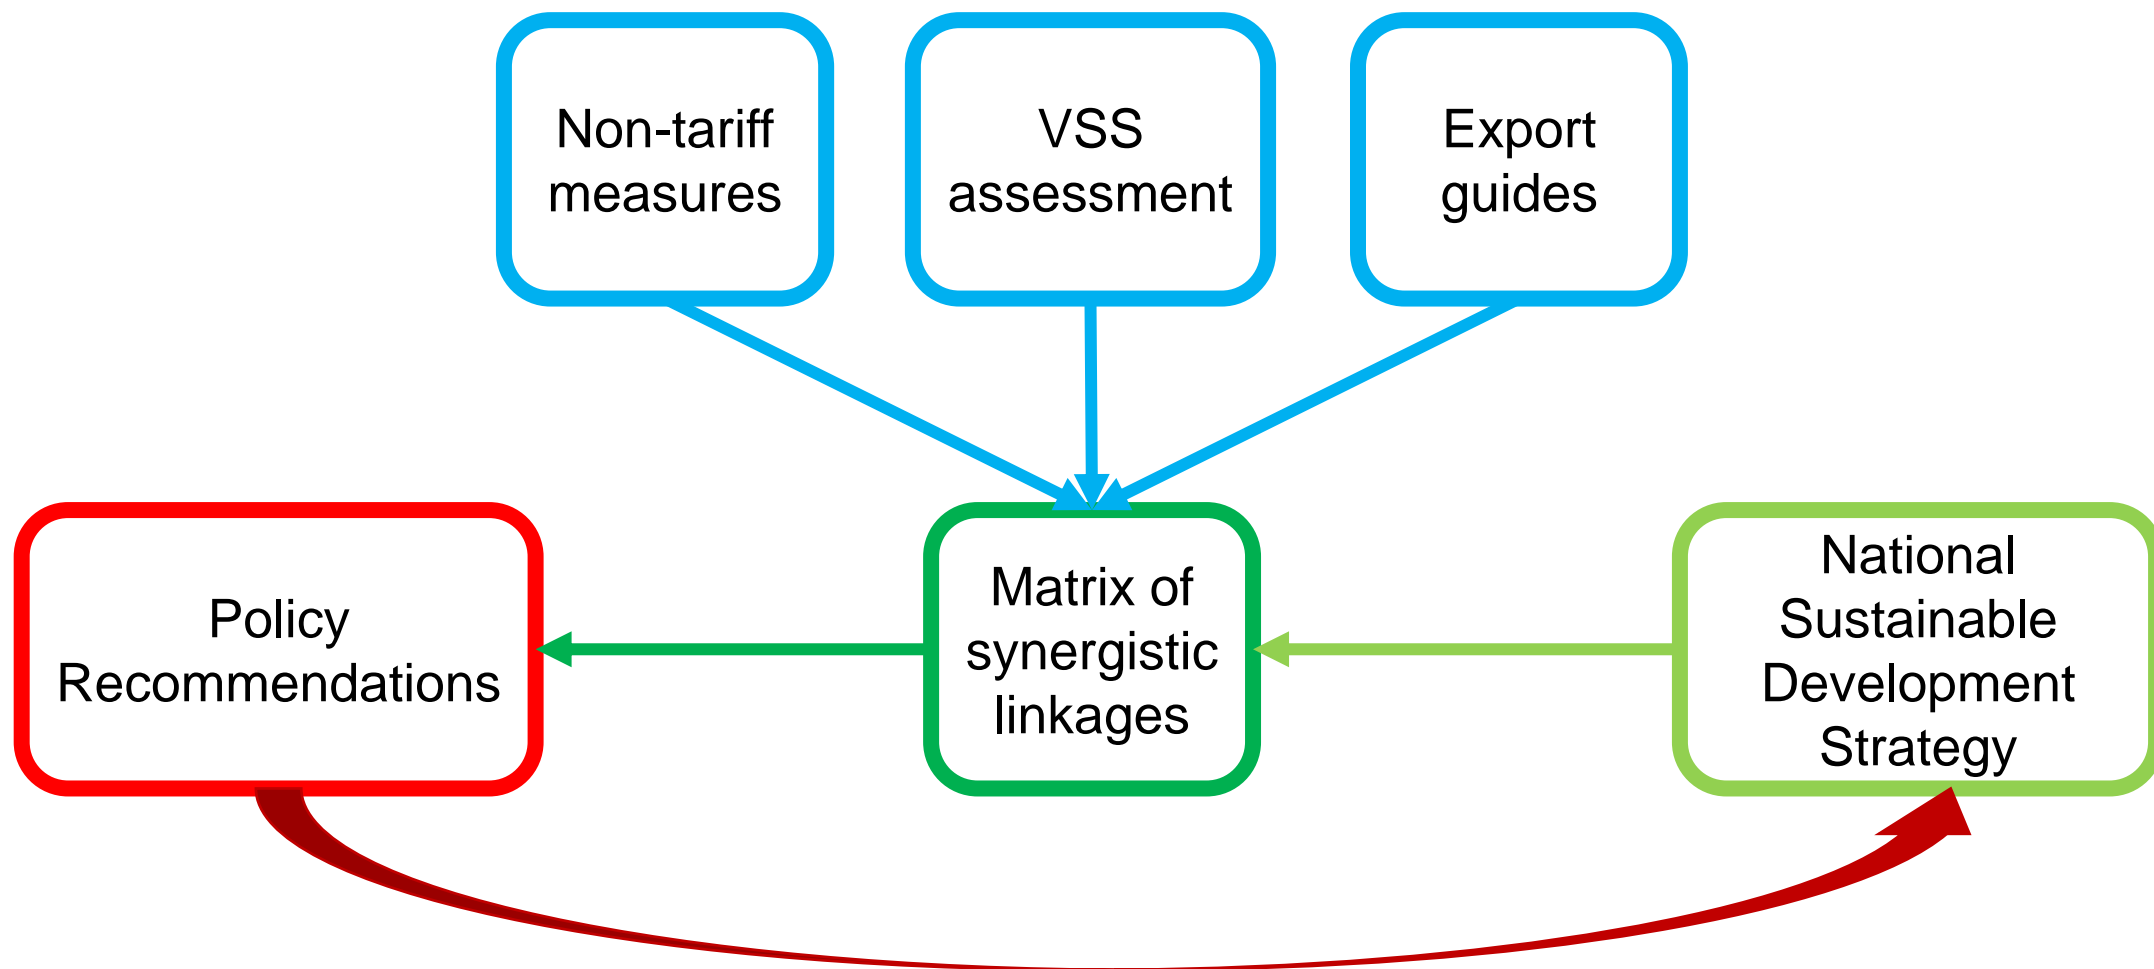 Non-tariff
measures
VSS
assessment
Export
guides
Policy
Recommendations
Matrix of
synergistic
linkages
National
Sustainable
Development
Strategy